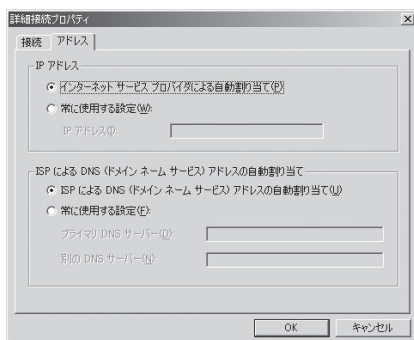 詳細接続プロパティ
接続 アドレス
IP アドレス
インターネット サービス プロバイダによる自動割り当て(P)
常に使用する設定(W):
IP アドレス(I):
ISP による DNS (ドメイン ネーム サービス) アドレスの自動割り当て
ISP による DNS (ドメイン ネーム サービス) アドレスの自動割り当て(U)
常に使用する設定(E):
プライマリ DNS サーバー(D):
別の DNS サーバー(N):
OK キャンセル